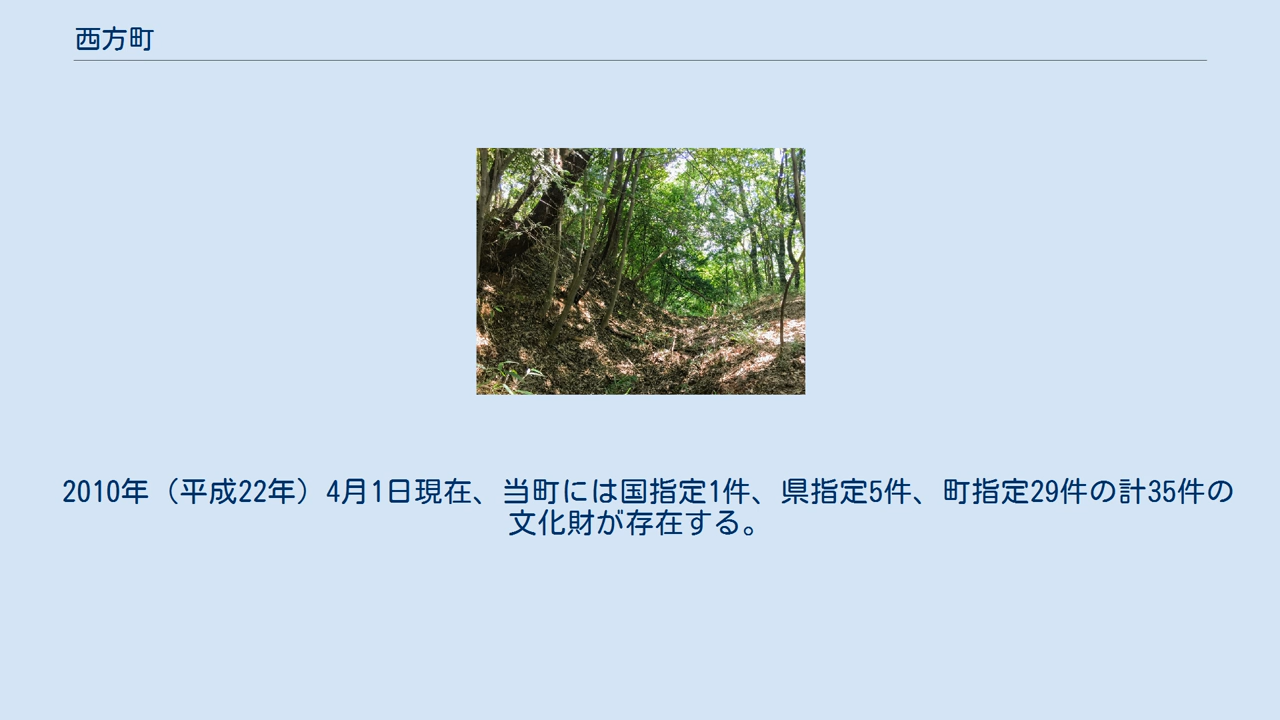 西方町
2010年（平成22年）4月1日現在、当町には国指定1件、県指定5件、町指定29件の計35件の
文化財が存在する。